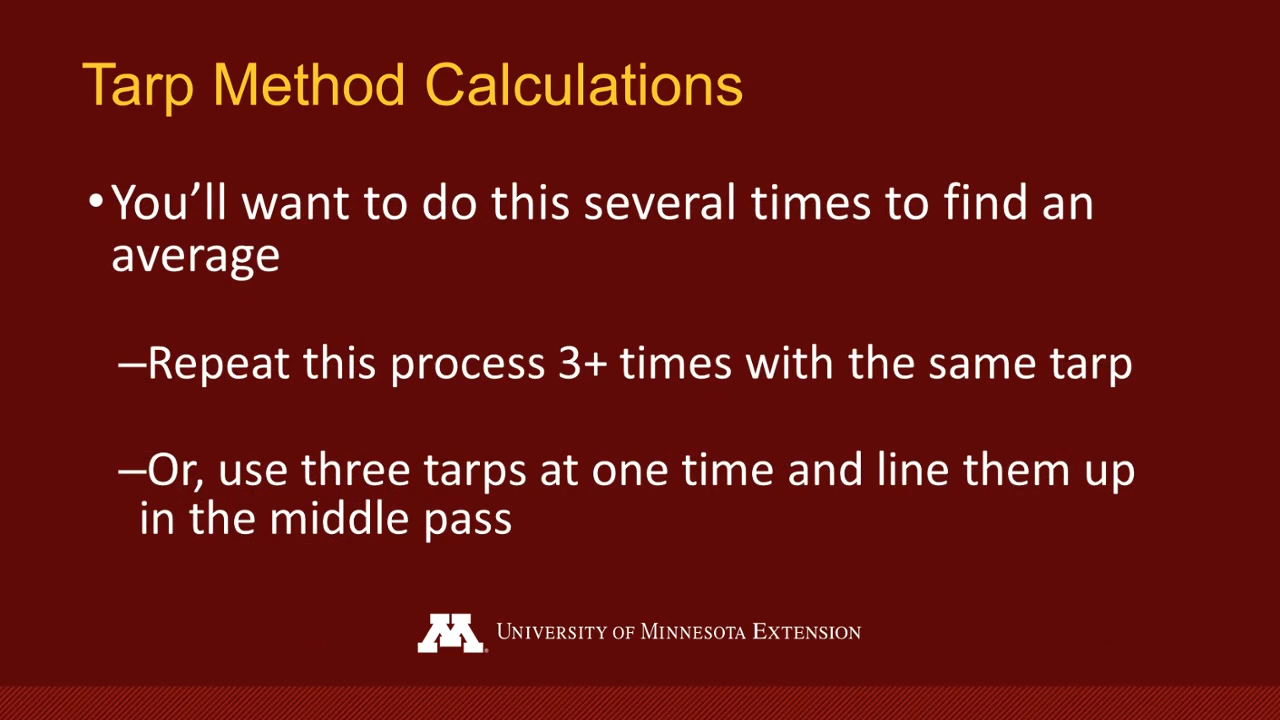 Tarp Method Calculations
•You’ll want to do this several times to find an
average
–Repeat this process 3+ times with the same tarp
–Or, use three tarps at one time and line them up
in the middle pass
M UNIVERSITY OF MINNESOTA EXTENSION